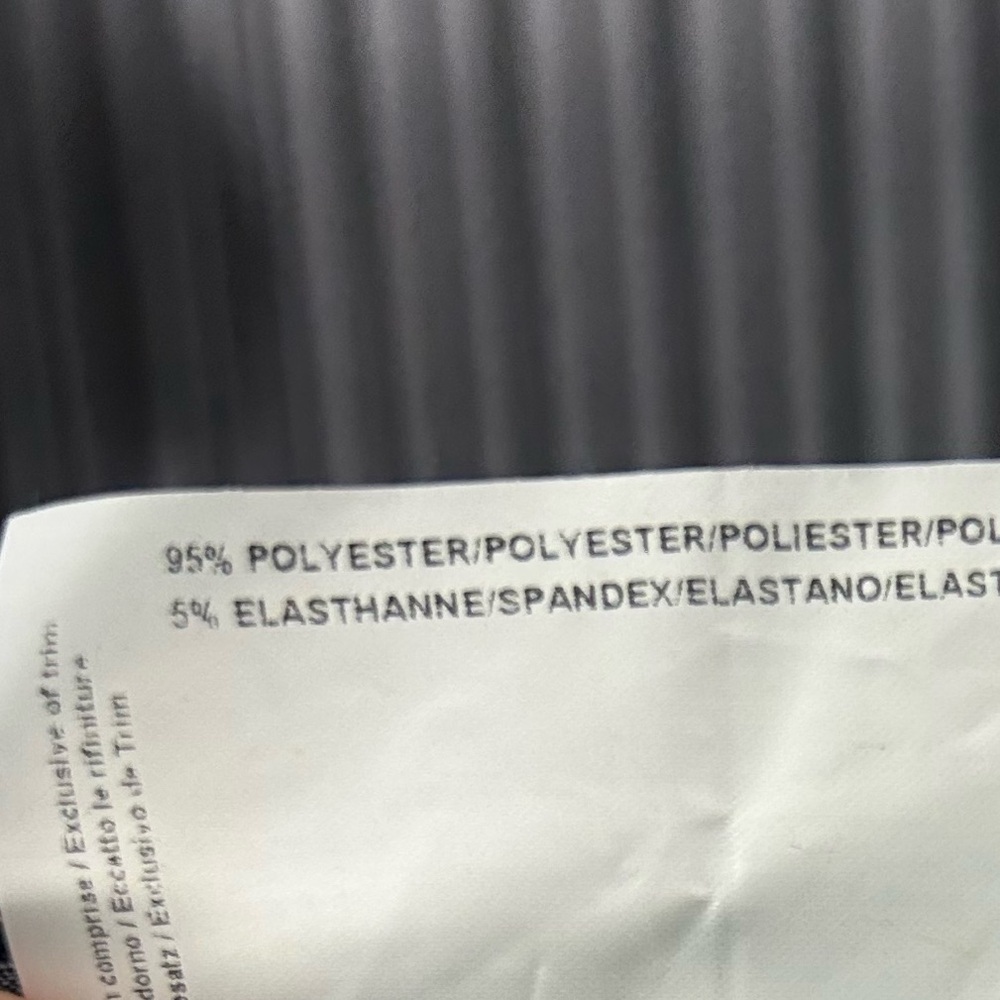 95% POLYESTER/POLYESTER/POLIESTER/POL
5% ELASTHANNE/SPANDEX/ELASTANO/ELAST
comprise / Exclusive of trim
dorno / Eccetto le rifiniture
satz / Exclusivo de Trim